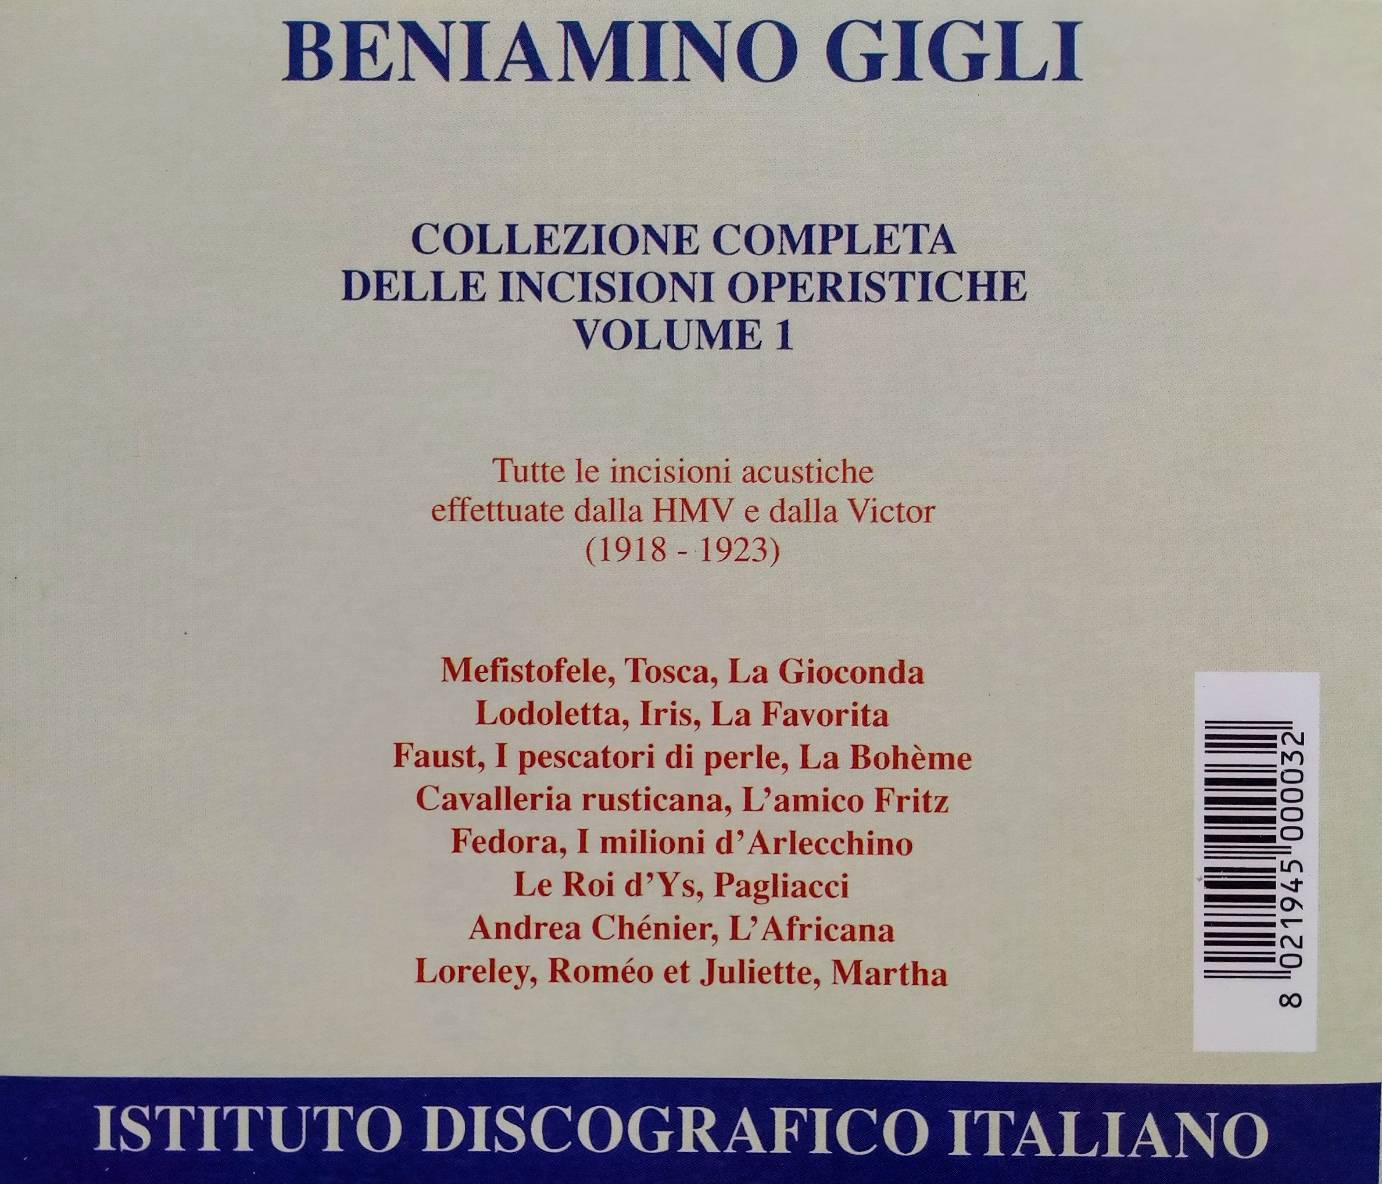 BENIAMINO GIGLI
COLLEZIONE COMPLETA
DELLE INCISIONI OPERISTICHE
VOLUME 1
Tutte le incisioni acustiche
effettuate dalla HMV e dalla Victor
(1918 - 1923)
Mefistofele, Tosca, La Gioconda
Lodoletta, Iris, La Favorita
Faust, I pescatori di perle, La Bohème
Cavalleria rusticana, L'amico Fritz
Fedora, I milioni d'Arlecchino
Le Roi d'Ys, Pagliacci
Andrea Chénier, L'Africana
Loreley, Roméo et Juliette, Martha
8 021945 000032
ISTITUTO DISCOGRAFICO ITALIANO